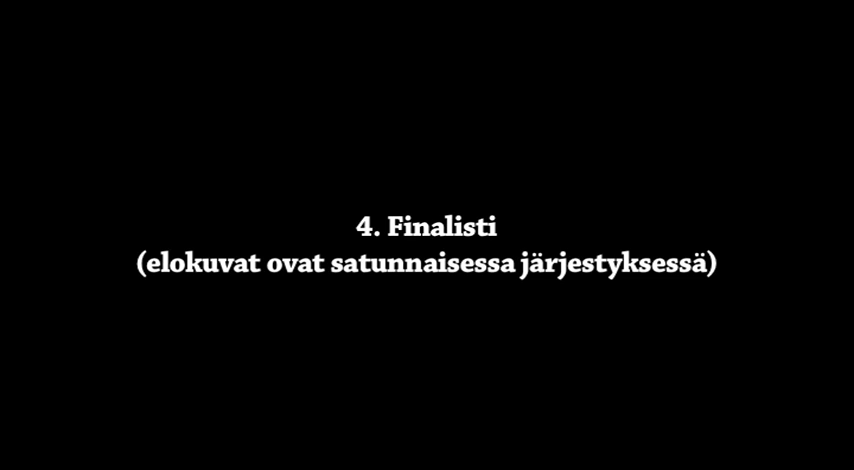 4. Finalisti
(elokuvat ovat satunnaisessa järjestyksessä)